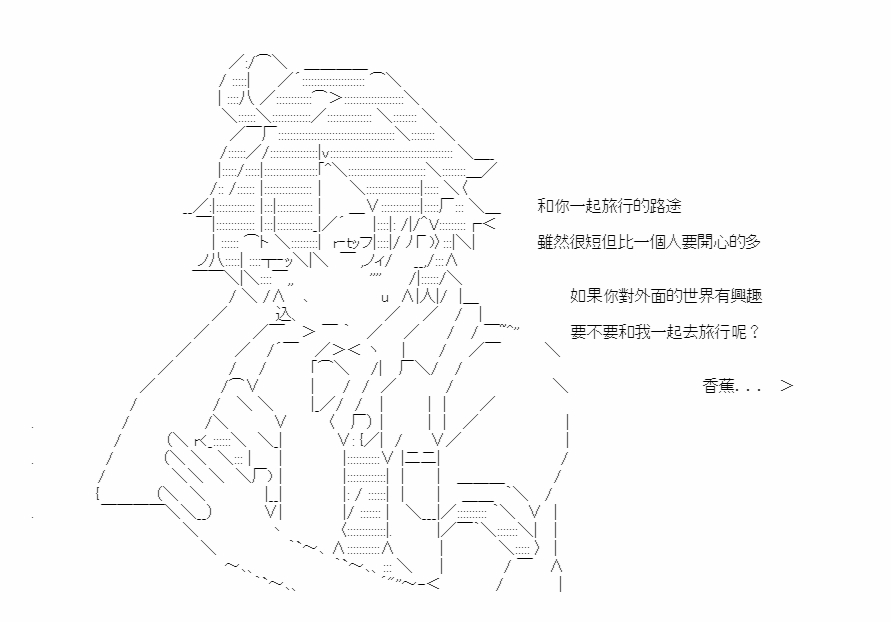 和你一起旅行的路途
雖然很短但比一個人要開心的多
如果你對外面的世界有興趣
要不要和我一起去旅行呢？
香蕉... ＞